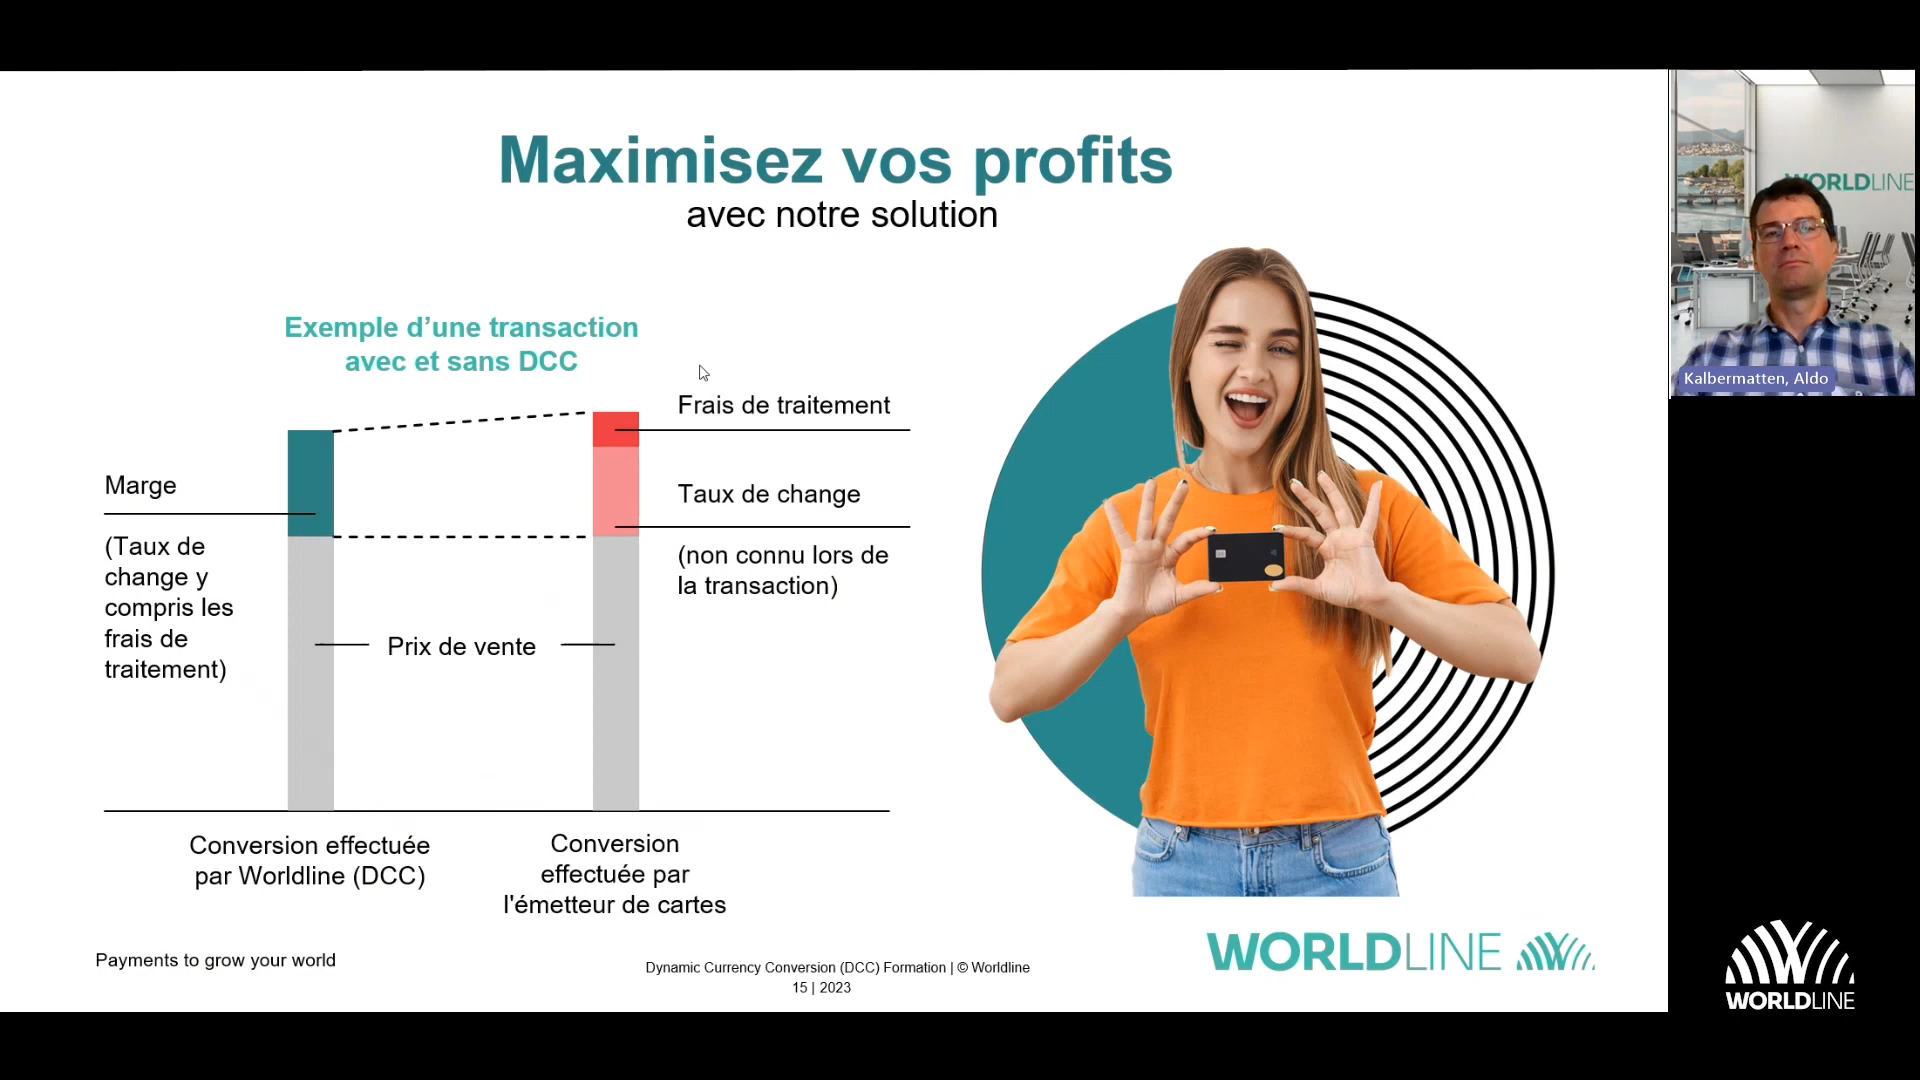 Maximisez vos profits
avec notre solution
Exemple d’une transaction
avec et sans DCC
Frais de traitement
Marge
Taux de change
(Taux de
change y
compris les
frais de
traitement)
(non connu lors de
la transaction)
Prix de vente
Conversion effectuée
par Worldline (DCC)
Conversion
effectuée par
l'émetteur de cartes
Payments to grow your world
Dynamic Currency Conversion (DCC) Formation | © Worldline
15 | 2023
WORLDLINE
WORLDLINE
Kalbermatten, Aldo
WORLDLINE